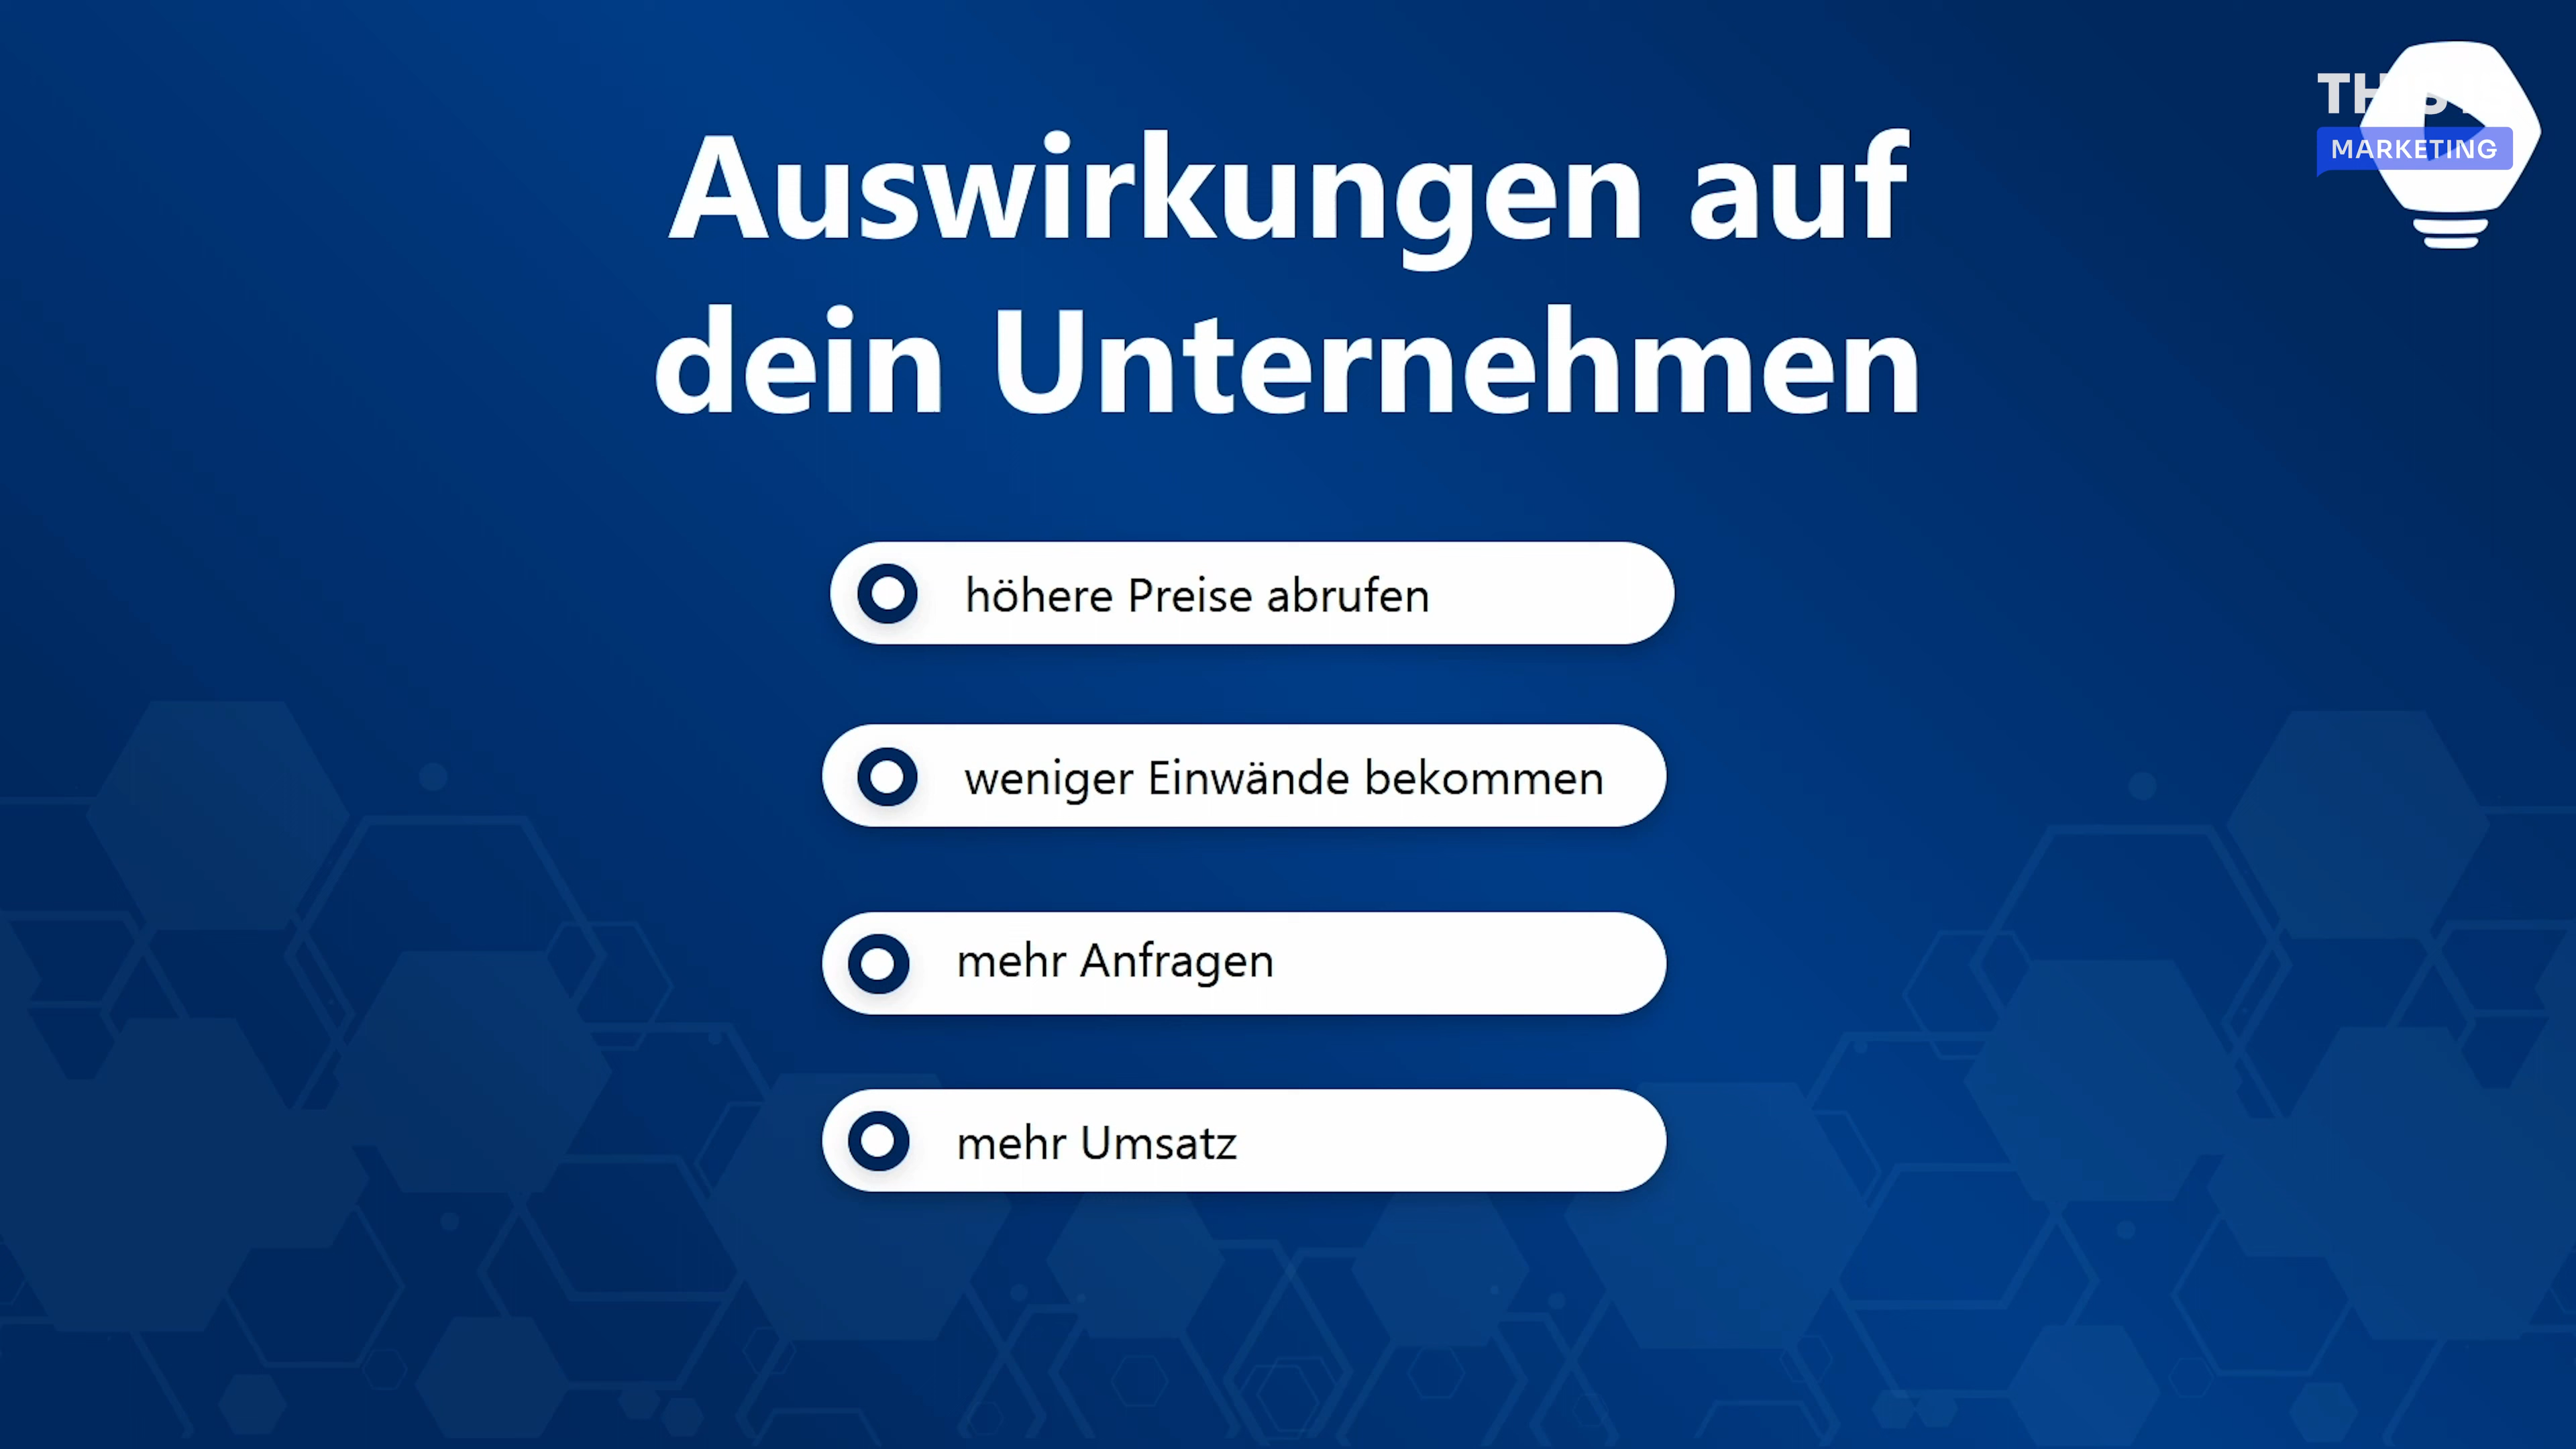 Auswirkungen auf
dein Unternehmen
MARKETING
höhere Preise abrufen
weniger Einwände bekommen
mehr Anfragen
mehr Umsatz